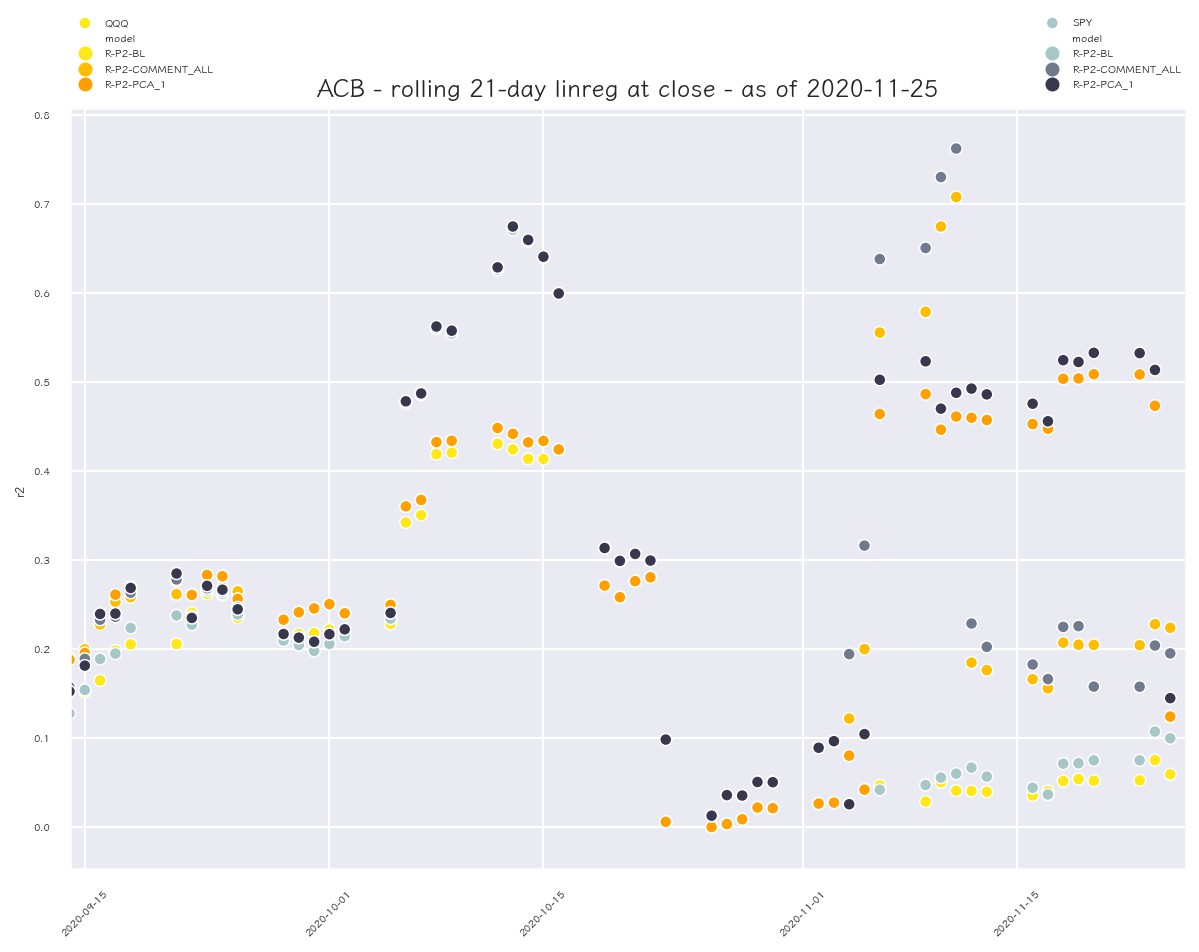 QQQ
model
R-P2-BL
R-P2-COMMENT_ALL
R-P2-PCA_1
SPY
model
R-P2-BL
R-P2-COMMENT_ALL
R-P2-PCA_1
ACB - rolling 21-day linreg at close - as of 2020-11-25
0.8
0.7
0.6
0.5
0.4
0.3
0.2
0.1
0.0
r2
2020-09-15
2020-10-01
2020-10-15
2020-11-01
2020-11-15